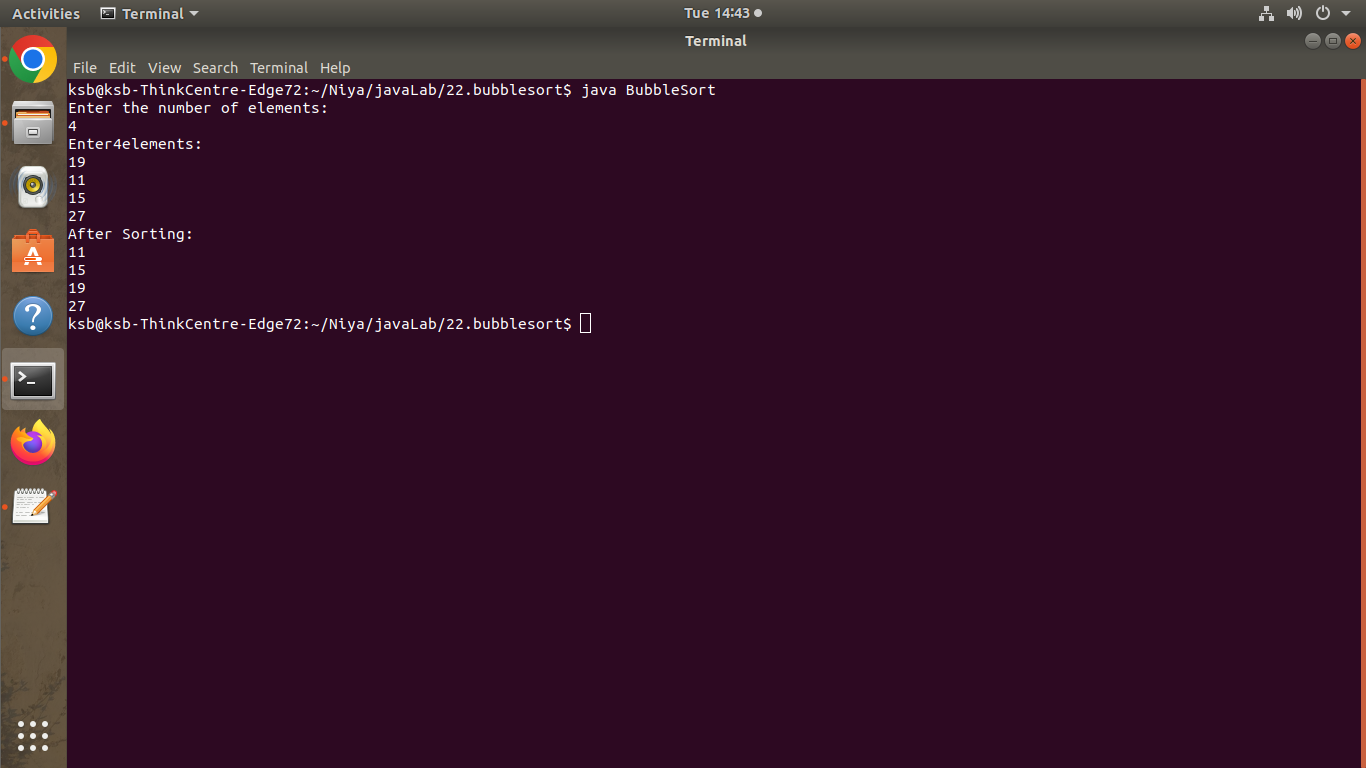 Activities Terminal Tue 14:43
Terminal
File Edit View Search Terminal Help
ksb@ksb-ThinkCentre-Edge72:~/Niya/javaLab/22.bubblesort$ java BubbleSort
Enter the number of elements:
4
Enter4elements:
19
11
15
27
After Sorting:
11
15
19
27
ksb@ksb-ThinkCentre-Edge72:~/Niya/javaLab/22.bubblesort$